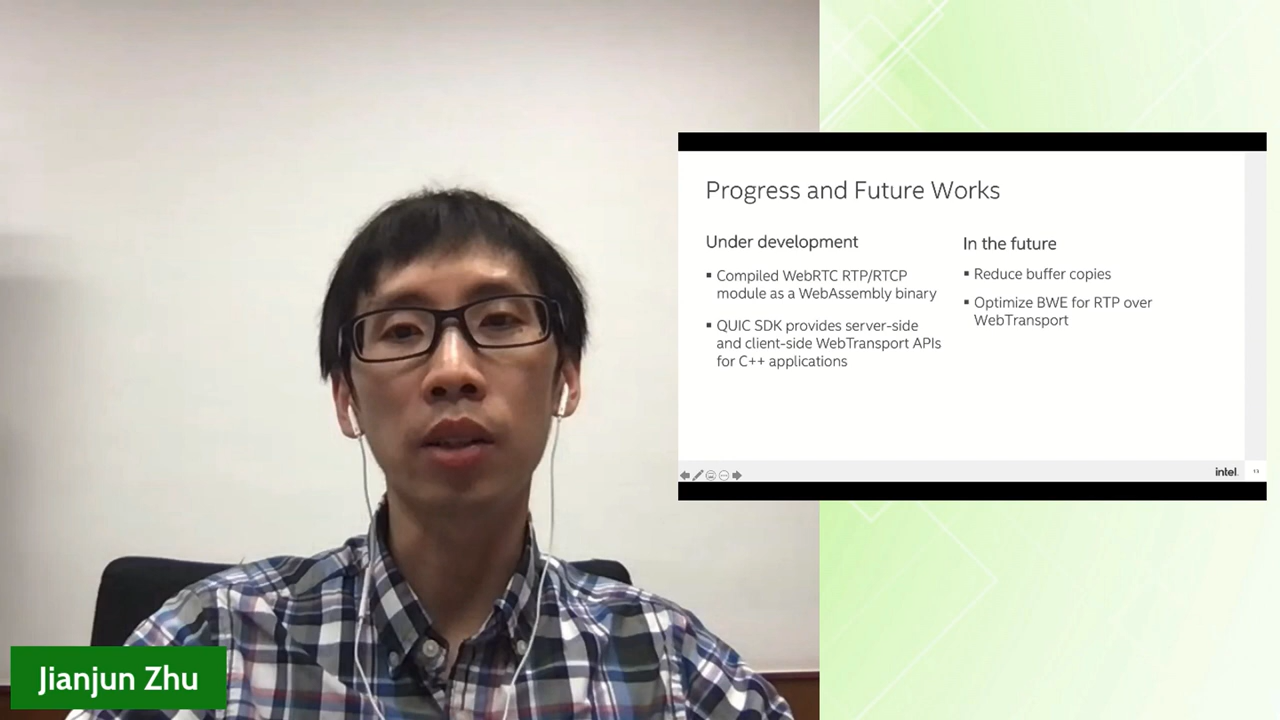 Progress and Future Works
Under development
▪ Compiled WebRTC RTP/RTCP
module as a WebAssembly binary
▪ QUIC SDK provides server-side
and client-side WebTransport APIs
for C++ applications
In the future
▪ Reduce buffer copies
▪ Optimize BWE for RTP over
WebTransport
intel.
Jianjun Zhu